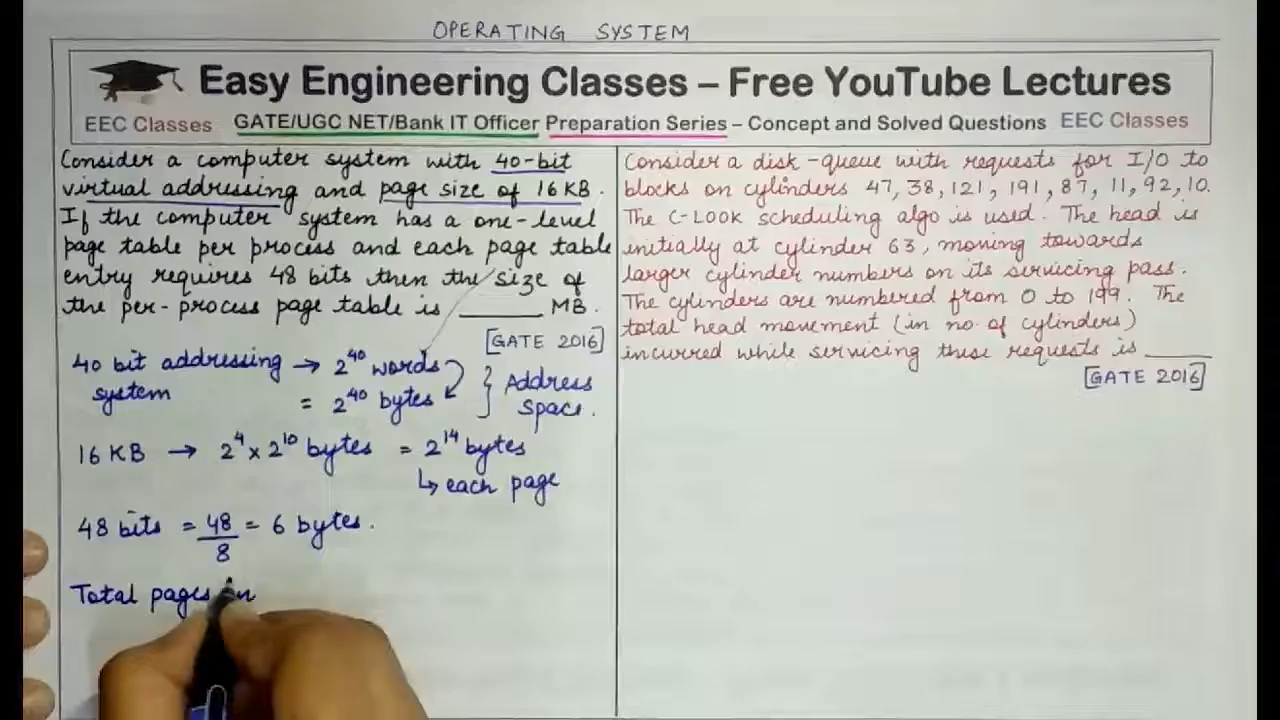 OPERATING SYSTEM
Easy Engineering Classes – Free YouTube Lectures
EEC Classes GATE/UGC NET/Bank IT Officer Preparation Series – Concept and Solved Questions EEC Classes
Consider a computer system with 40-bit
virtual addressing and page size of 16 KB.
If the computer system has a one-level
page table per process and each page table
entry requires 48 bits then the size of
the per-process page table is ______ MB.
[GATE 2016]
40 bit addressing → 2^40 words
system = 2^40 bytes } Address
Space.
16 KB → 2^4 x 2^10 bytes = 2^14 bytes
↳ each page
48 bits = 48/8 = 6 bytes.
Total pages in
Consider a disk-queue with requests for I/O to
blocks on cylinders 47, 38, 121, 191, 87, 11, 92, 10.
The C-LOOK scheduling algo is used. The head is
initially at cylinder 63, moving towards
larger cylinder numbers on its servicing pass.
The cylinders are numbered from 0 to 199. The
total head movement (in no. of cylinders)
incurred while servicing these requests is ______
[GATE 2016]